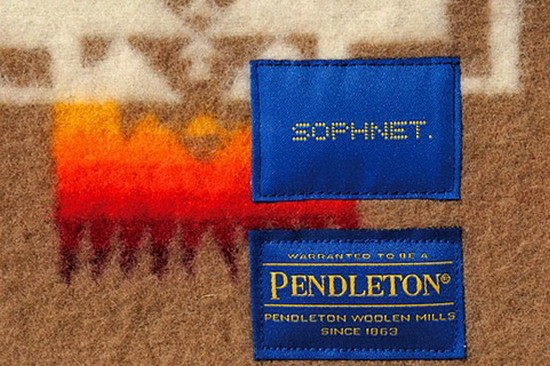 SOPHNET.
WARRANTED TO BE A
PENDLETON®
PENDLETON WOOLEN MILLS
SINCE 1863